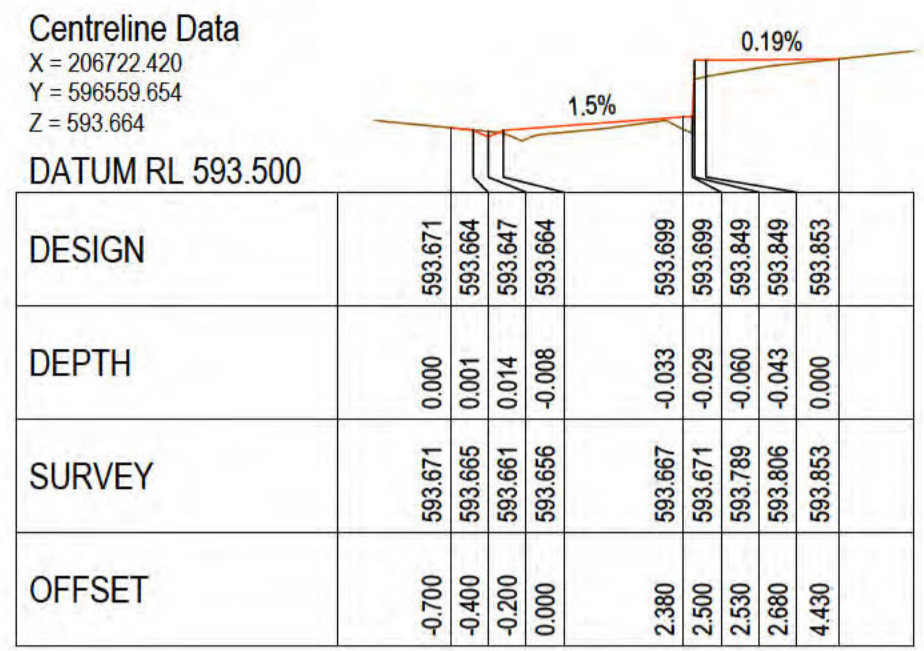 Centreline Data
X = 206722.420
Y = 596559.654
Z = 593.664
DATUM RL 593.500
1.5%
0.19%
DESIGN 593.671 593.664 593.647 593.664 593.699 593.699 593.849 593.849 593.853
DEPTH 0.000 0.001 0.014 -0.008 -0.033 -0.029 -0.060 -0.043 0.000
SURVEY 593.671 593.665 593.661 593.656 593.667 593.671 593.789 593.806 593.853
OFFSET -0.700 -0.400 -0.200 0.000 2.380 2.500 2.530 2.680 4.430